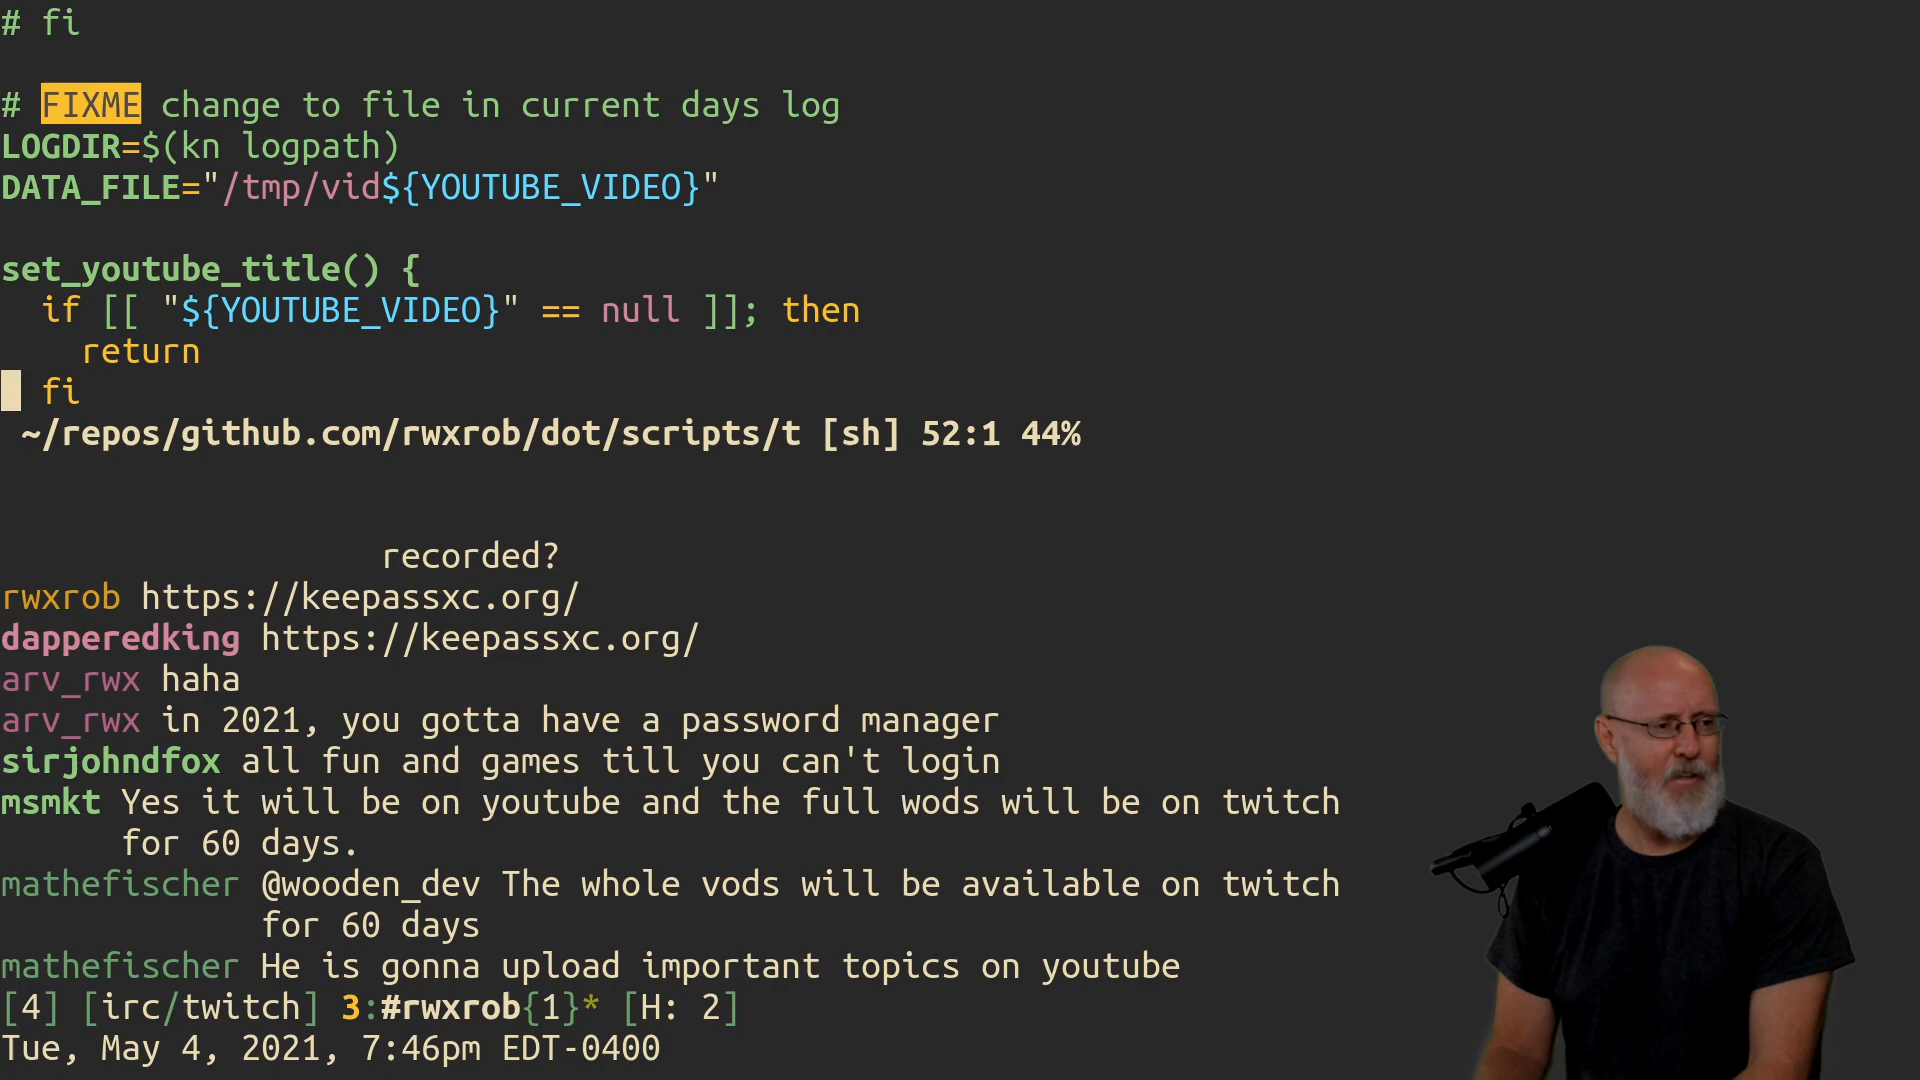 # fi
# FIXME change to file in current days log
LOGDIR=$(kn logpath)
DATA_FILE="/tmp/vid${YOUTUBE_VIDEO}"
set_youtube_title() {
if [[ "${YOUTUBE_VIDEO}" == null ]]; then
return
fi
~/repos/github.com/rwxrob/dot/scripts/t [sh] 52:1 44%
recorded?
rwxrob https://keepassxc.org/
dapperedking https://keepassxc.org/
arv_rwx haha
arv_rwx in 2021, you gotta have a password manager
sirjohndfox all fun and games till you can't login
msmkt Yes it will be on youtube and the full wods will be on twitch
for 60 days.
mathefischer @wooden_dev The whole vods will be available on twitch
for 60 days
mathefischer He is gonna upload important topics on youtube
[4] [irc/twitch] 3:#rwxrob{1}* [H: 2]
Tue, May 4, 2021, 7:46pm EDT-0400